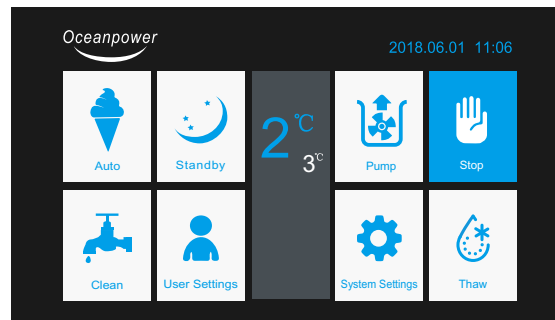 Oceanpower
2018.06.01 11:06
Auto
Standby
2℃
3℃
Pump
Stop
Clean
User Settings
System Settings
Thaw